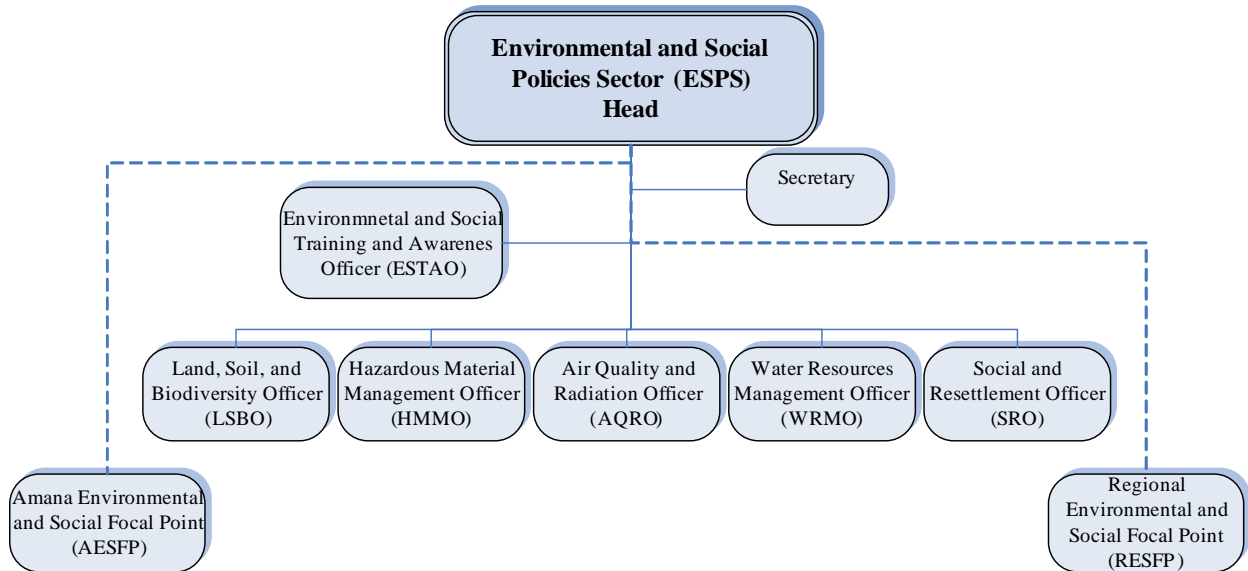 Environmental and Social
Policies Sector (ESPS)
Head
Secretary
Environmnetal and Social
Training and Awarenes
Officer (ESTAO)
Land, Soil, and
Biodiversity Officer
(LSBO)
Hazardous Material
Management Officer
(HMMO)
Air Quality and
Radiation Officer
(AQRO)
Water Resources
Management Officer
(WRMO)
Social and
Resettlement Officer
(SRO)
Amana Environmental
and Social Focal Point
(AESFP)
Regional
Environmental and
Social Focal Point
(RESFP)